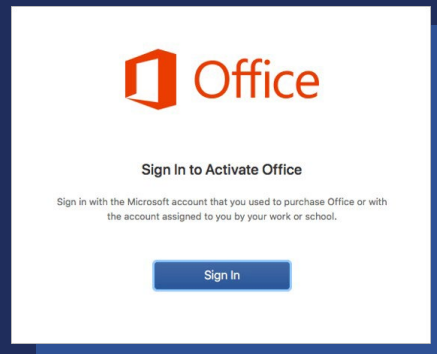 Office
Sign In to Activate Office
Sign in with the Microsoft account that you used to purchase Office or with
the account assigned to you by your work or school.
Sign In